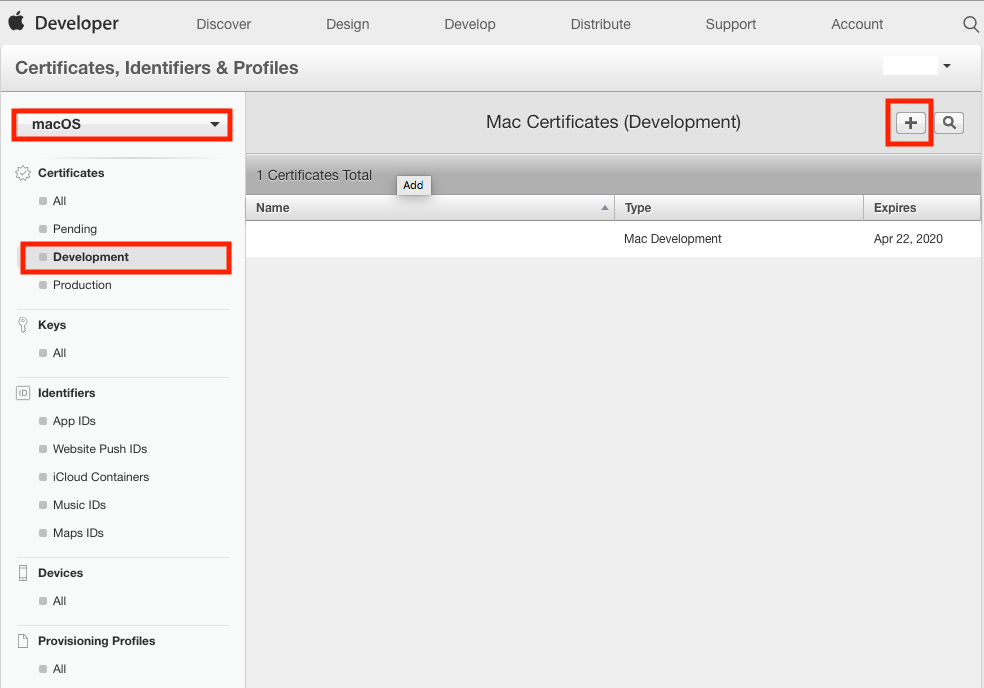 Developer Discover Design Develop Distribute Support Account
Certificates, Identifiers & Profiles
macOS
Mac Certificates (Development)
+
1 Certificates Total
Add
Name Type Expires
Mac Development Apr 22, 2020
Certificates
All
Pending
Development
Production
Keys
All
ID Identifiers
App IDs
Website Push IDs
iCloud Containers
Music IDs
Maps IDs
Devices
All
Provisioning Profiles
All